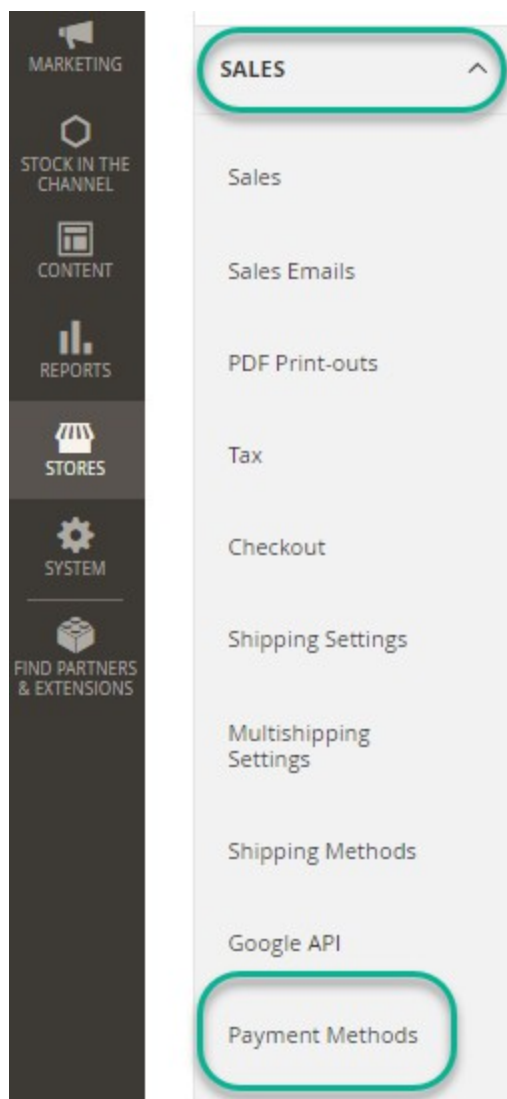 MARKETING
STOCK IN THE
CHANNEL
CONTENT
REPORTS
STORES
SYSTEM
FIND PARTNERS
& EXTENSIONS
SALES
Sales
Sales Emails
PDF Print-outs
Tax
Checkout
Shipping Settings
Multishipping
Settings
Shipping Methods
Google API
Payment Methods